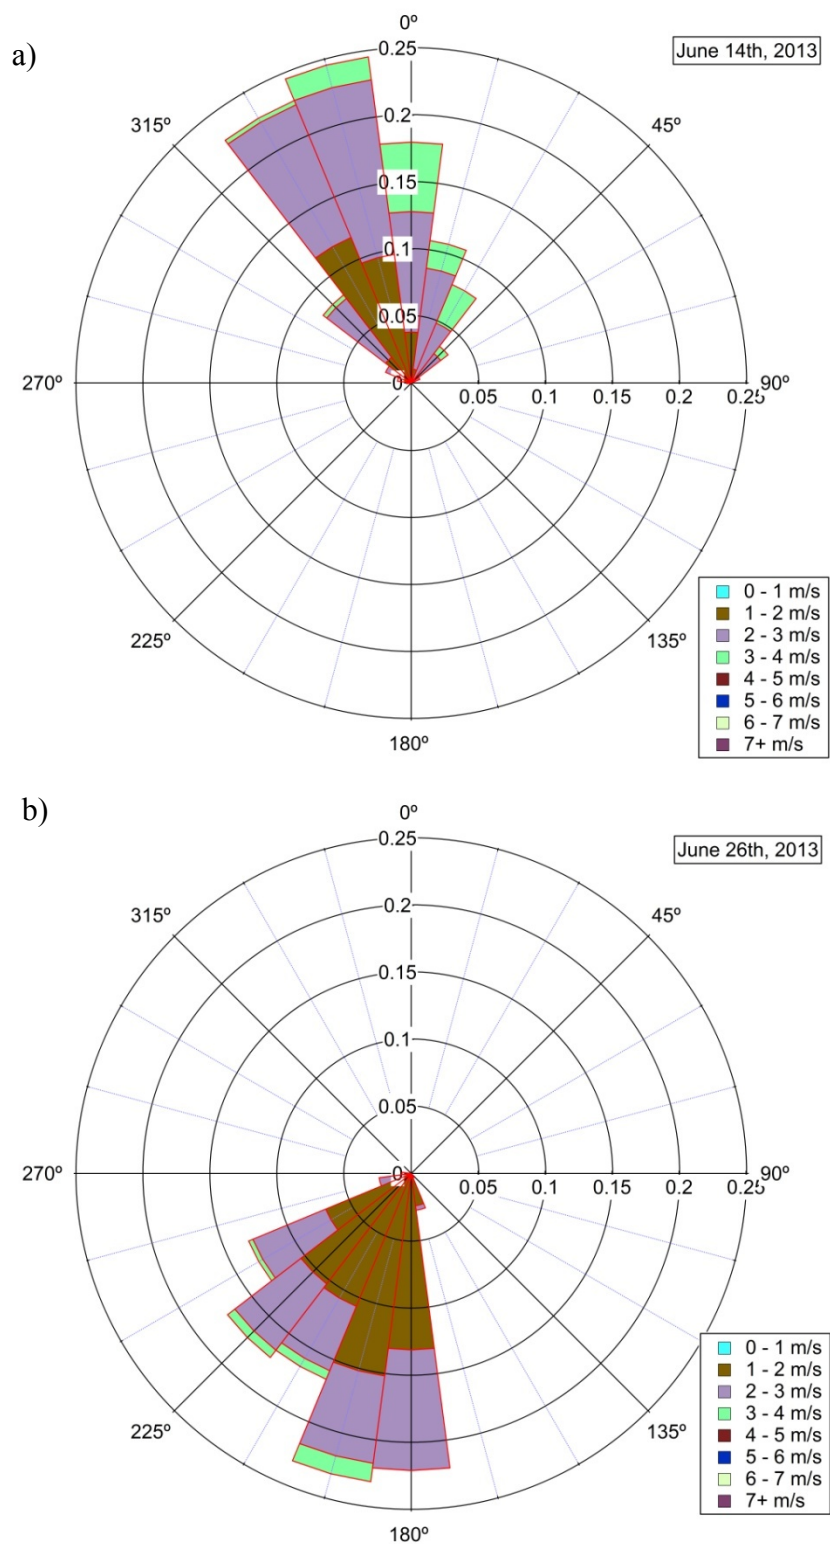 a)
0º
June 14th, 2013
0.25
315º
0.2
45º
0.15
0.1
0.05
270º
0
0.05
0.1
0.15
0.2
0.25
90º
225º
135º
180º
0 - 1 m/s
1 - 2 m/s
2 - 3 m/s
3 - 4 m/s
4 - 5 m/s
5 - 6 m/s
6 - 7 m/s
7+ m/s
b)
0º
June 26th, 2013
0.25
315º
0.2
45º
0.15
0.1
0.05
270º
0
0.05
0.1
0.15
0.2
0.25
90º
225º
135º
180º
0 - 1 m/s
1 - 2 m/s
2 - 3 m/s
3 - 4 m/s
4 - 5 m/s
5 - 6 m/s
6 - 7 m/s
7+ m/s